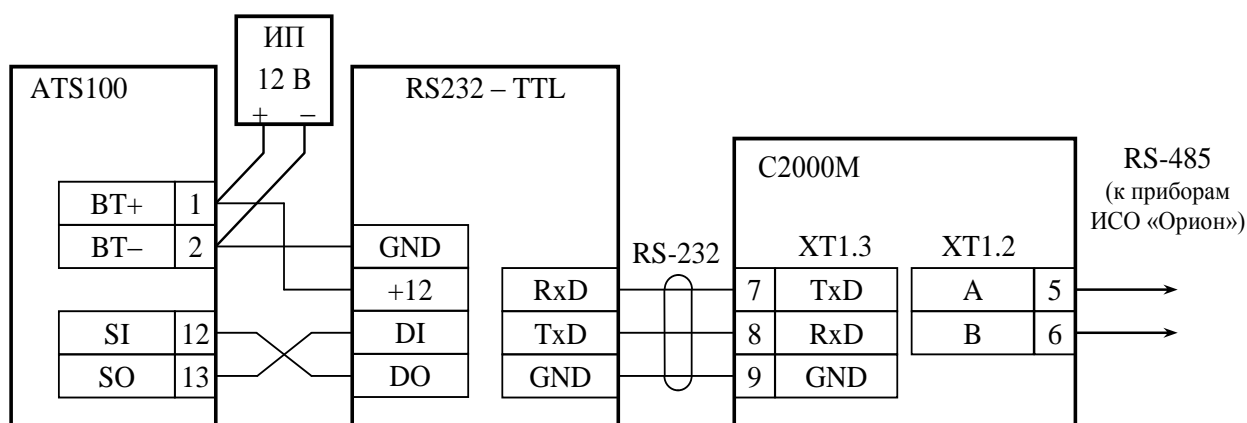 ИП
12 В
+ –
ATS100
RS232 – TTL
C2000M
RS-485
(к приборам
ИСО «Орион»)
BT+ 1
BT– 2
GND
+12
SI 12
SO 13
DI
DO
RxD
TxD
GND
RS-232
XT1.3 XT1.2
7 TxD
8 RxD
9 GND
A 5
B 6